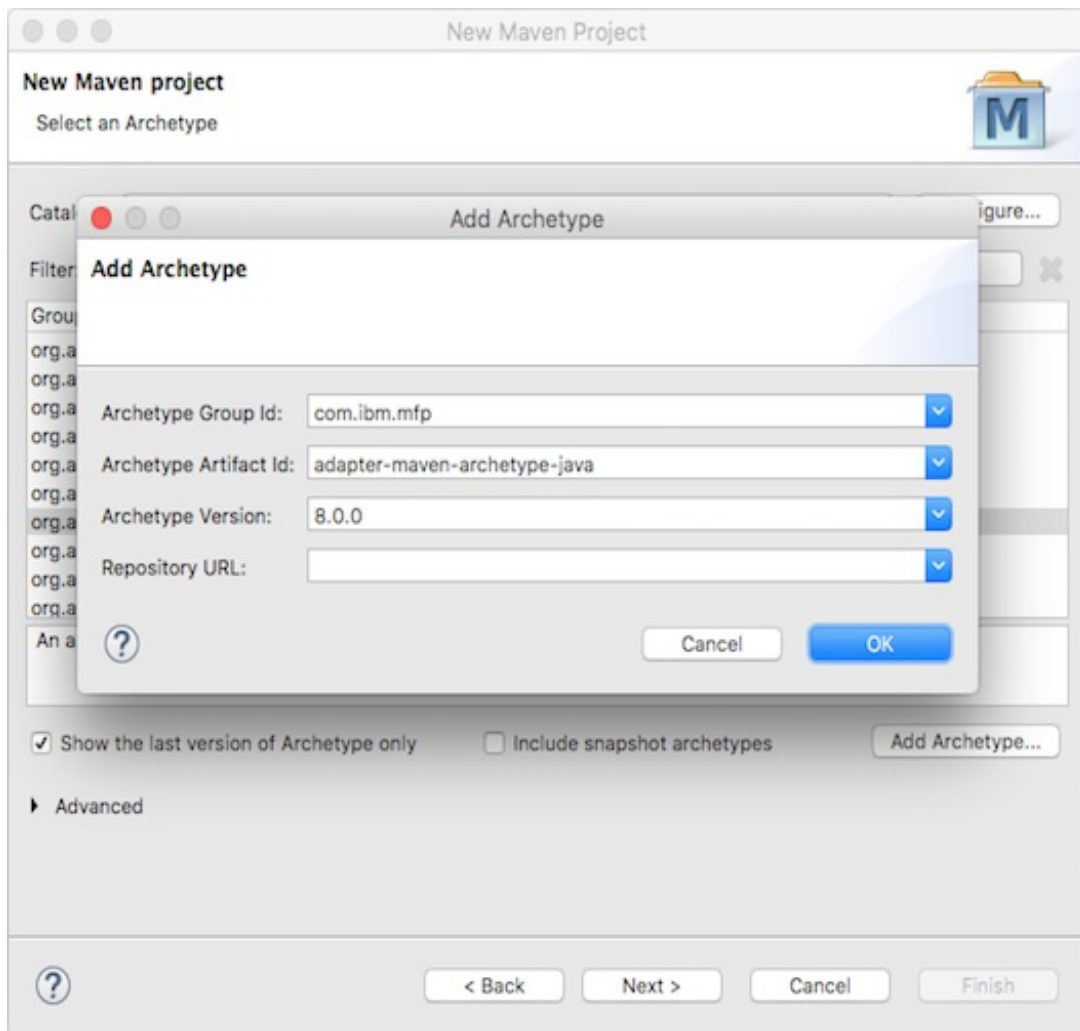 New Maven Project
New Maven project
Select an Archetype
M
Add Archetype
Add Archetype
Archetype Group Id: com.ibm.mfp
Archetype Artifact Id: adapter-maven-archetype-java
Archetype Version: 8.0.0
Repository URL:
? Cancel OK
Catal
igure...
Filter
Grou
org.a
org.a
org.a
org.a
org.a
org.a
org.a
org.a
org.a
org.a
An a
Show the last version of Archetype only Include snapshot archetypes Add Archetype...
Advanced
? < Back Next > Cancel Finish